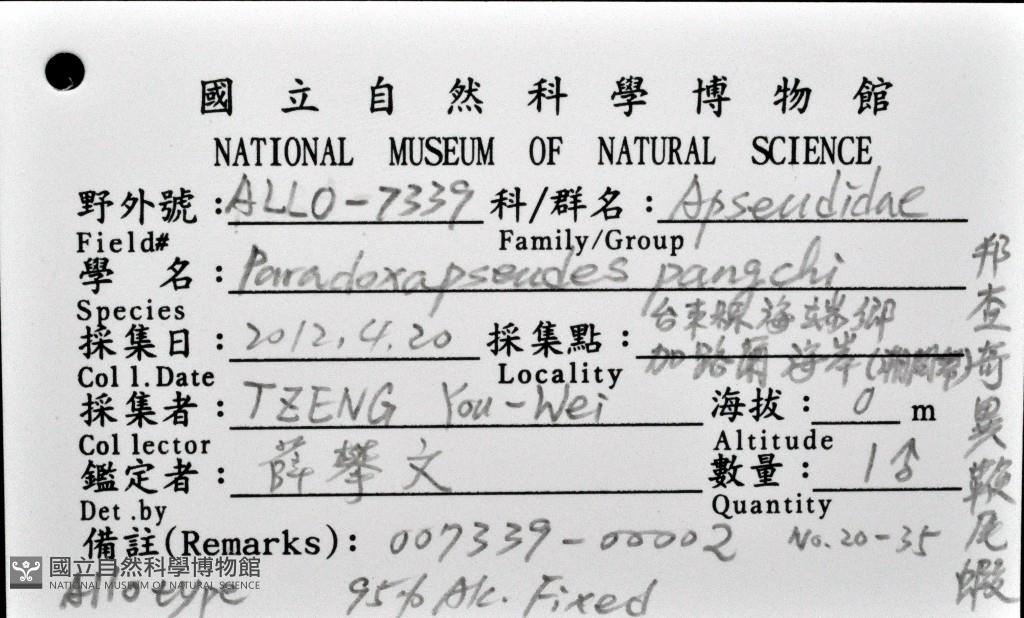 國立自然科學博物館
NATIONAL MUSEUM OF NATURAL SCIENCE
野外號:ALLO-7339 科/群名:Apseudidae
Field# Family/Group
學 名:Paradoxapseudes pangchi
Species
台東縣海端鄉
採集日:2012.4.20 採集點:加路蘭海岸(潮間帶)
Coll.Date Locality
採集者:TZENG You-Wei 海拔:0 m
Collector Altitude
鑑定者:薛攀文 數量:1♂
Det.by Quantity
備註(Remarks): 007339-00002 No.20-35
Allotype 95% Alc. Fixed
邦查奇異鞭尾蝦
國立自然科學博物館
NATIONAL MUSEUM OF NATURAL SCIENCE